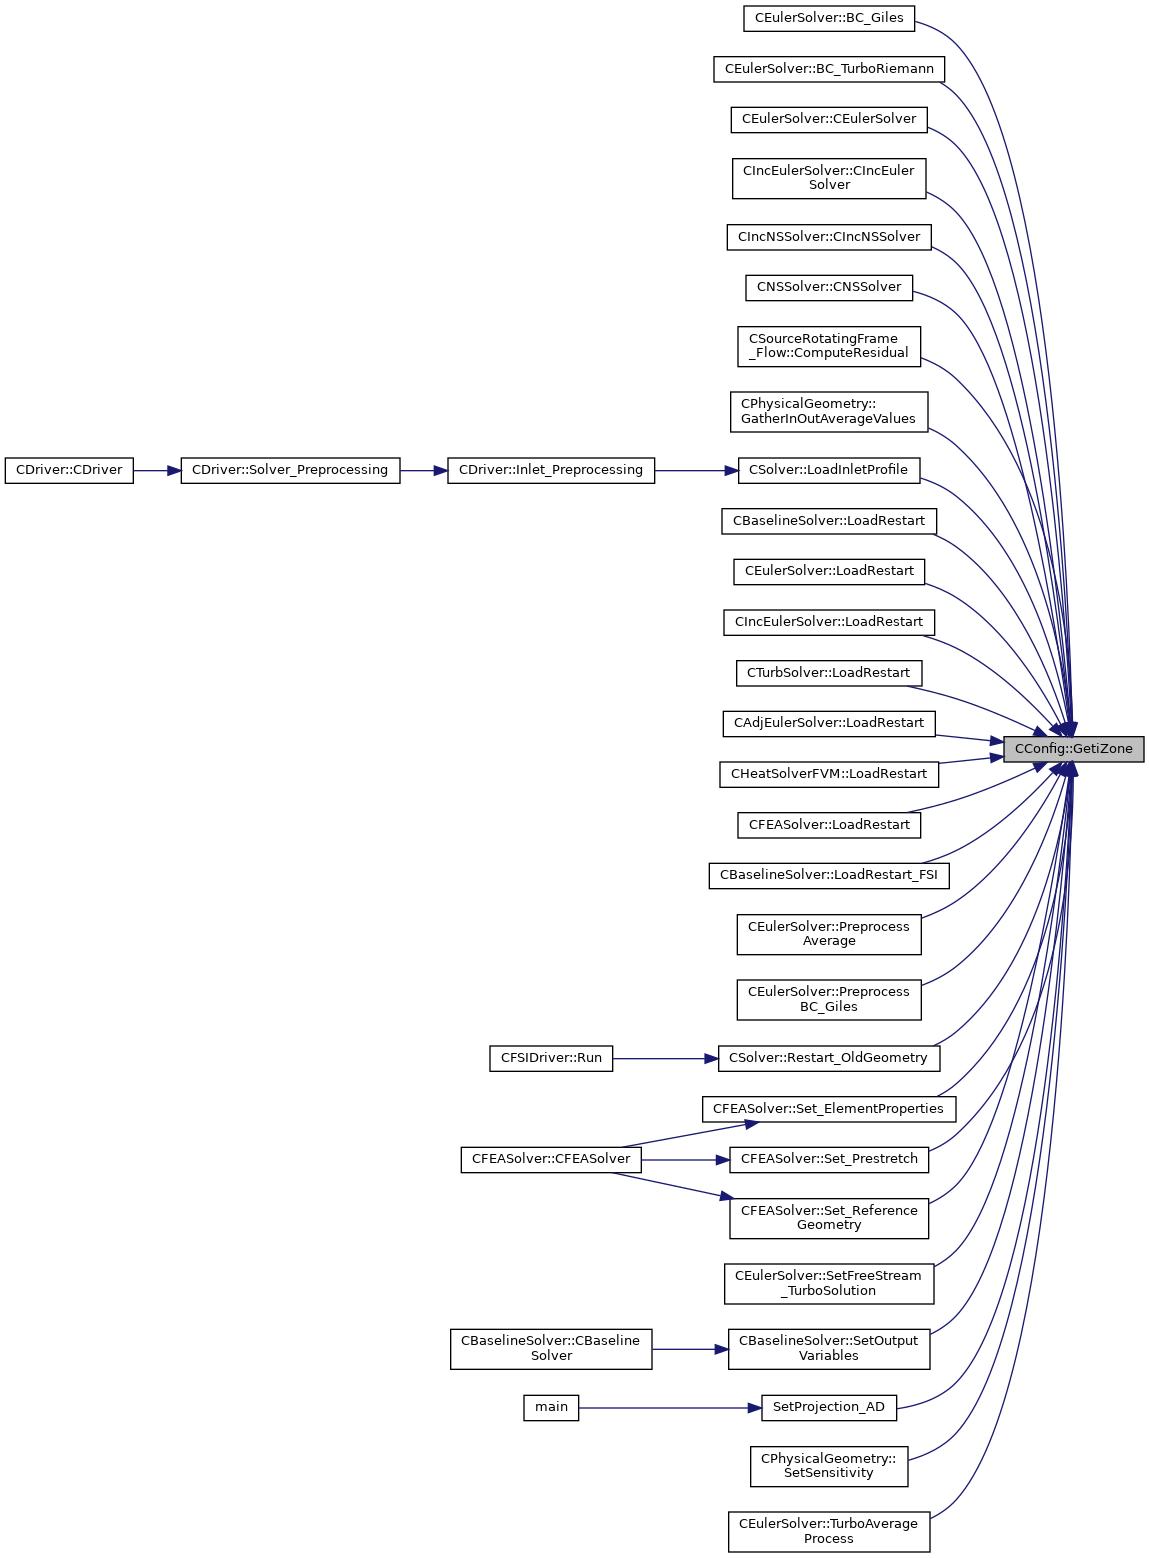 CEulerSolver::BC_Giles
CEulerSolver::BC_TurboRiemann
CEulerSolver::CEulerSolver
CIncEulerSolver::CIncEuler
Solver
CIncNSSolver::CIncNSSolver
CNSSolver::CNSSolver
CSourceRotatingFrame
_Flow::ComputeResidual
CPhysicalGeometry::
GatherInOutAverageValues
CDriver::CDriver
CDriver::Solver_Preprocessing
CDriver::Inlet_Preprocessing
CSolver::LoadInletProfile
CBaselineSolver::LoadRestart
CEulerSolver::LoadRestart
CIncEulerSolver::LoadRestart
CTurbSolver::LoadRestart
CAdjEulerSolver::LoadRestart
CConfig::GetiZone
CHeatSolverFVM::LoadRestart
CFEASolver::LoadRestart
CBaselineSolver::LoadRestart_FSI
CEulerSolver::Preprocess
Average
CEulerSolver::Preprocess
BC_Giles
CFSIDriver::Run
CSolver::Restart_OldGeometry
CFEASolver::Set_ElementProperties
CFEASolver::CFEASolver
CFEASolver::Set_Prestretch
CFEASolver::Set_Reference
Geometry
CEulerSolver::SetFreeStream
_TurboSolution
CBaselineSolver::CBaseline
Solver
CBaselineSolver::SetOutput
Variables
main
SetProjection_AD
CPhysicalGeometry::
SetSensitivity
CEulerSolver::TurboAverage
Process